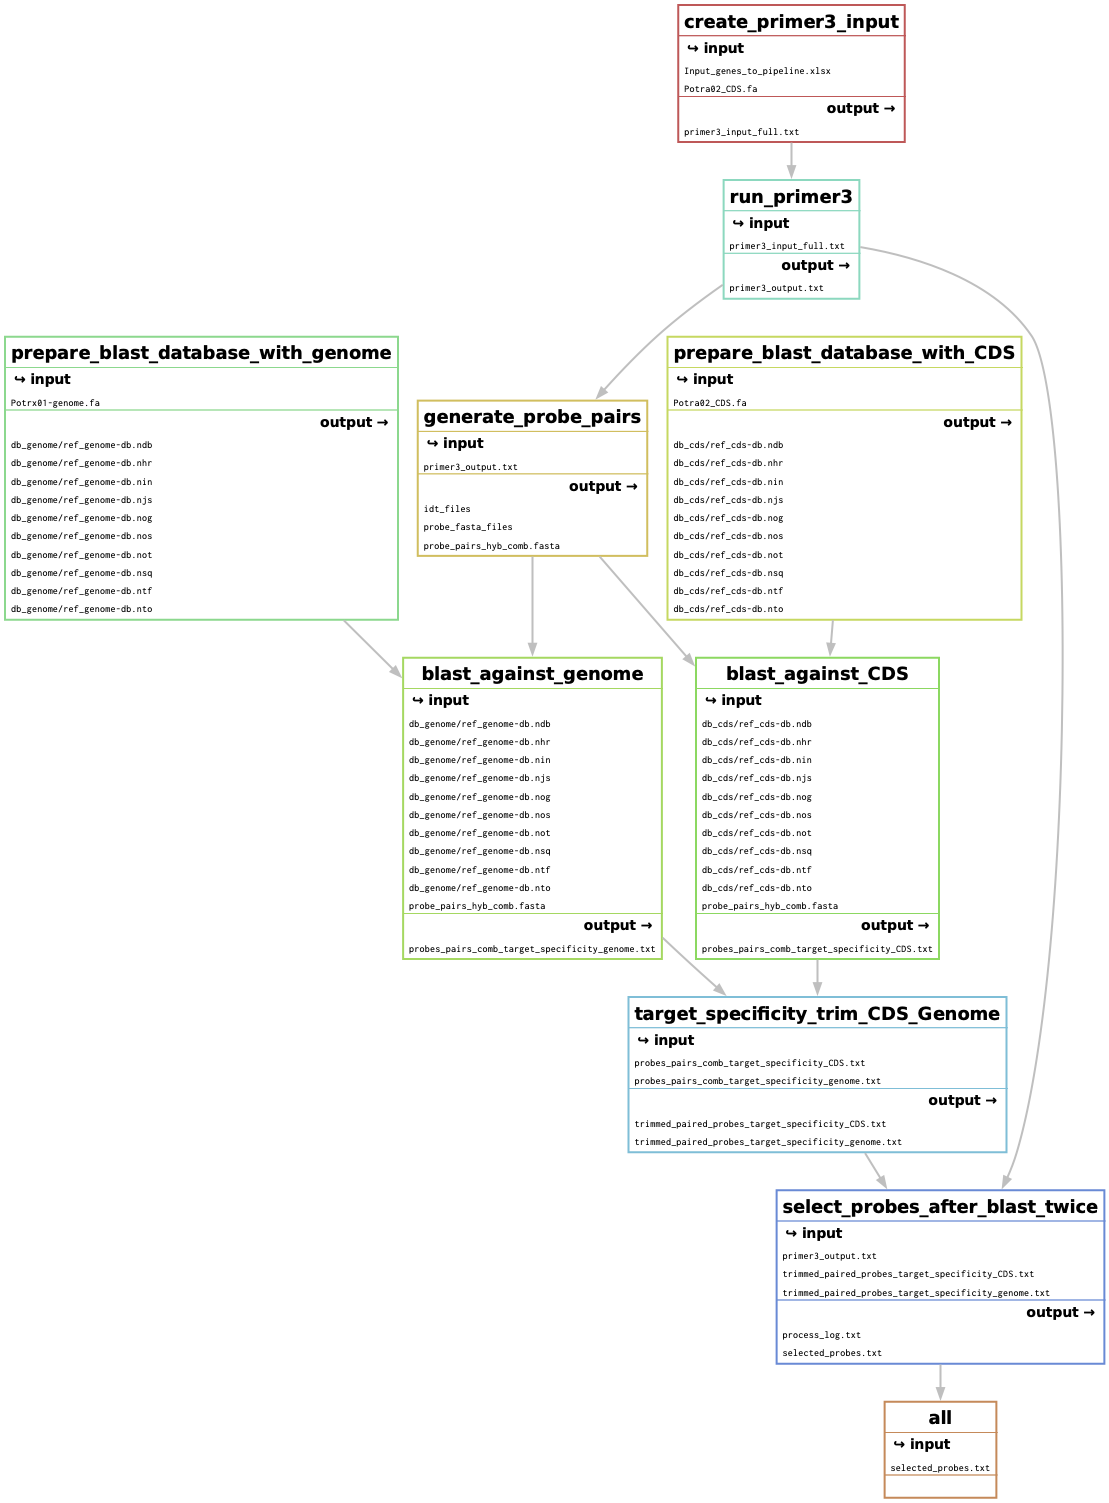 create_primer3_input
↪ input
Input_genes_to_pipeline.xlsx
Potra02_CDS.fa
output →
primer3_input_full.txt
run_primer3
↪ input
primer3_input_full.txt
output →
primer3_output.txt
prepare_blast_database_with_genome
↪ input
Potrx01-genome.fa
output →
db_genome/ref_genome-db.ndb
db_genome/ref_genome-db.nhr
db_genome/ref_genome-db.nin
db_genome/ref_genome-db.njs
db_genome/ref_genome-db.nog
db_genome/ref_genome-db.nos
db_genome/ref_genome-db.not
db_genome/ref_genome-db.nsq
db_genome/ref_genome-db.ntf
db_genome/ref_genome-db.nto
generate_probe_pairs
↪ input
primer3_output.txt
output →
idt_files
probe_fasta_files
probe_pairs_hyb_comb.fasta
prepare_blast_database_with_CDS
↪ input
Potra02_CDS.fa
output →
db_cds/ref_cds-db.ndb
db_cds/ref_cds-db.nhr
db_cds/ref_cds-db.nin
db_cds/ref_cds-db.njs
db_cds/ref_cds-db.nog
db_cds/ref_cds-db.nos
db_cds/ref_cds-db.not
db_cds/ref_cds-db.nsq
db_cds/ref_cds-db.ntf
db_cds/ref_cds-db.nto
blast_against_genome
↪ input
db_genome/ref_genome-db.ndb
db_genome/ref_genome-db.nhr
db_genome/ref_genome-db.nin
db_genome/ref_genome-db.njs
db_genome/ref_genome-db.nog
db_genome/ref_genome-db.nos
db_genome/ref_genome-db.not
db_genome/ref_genome-db.nsq
db_genome/ref_genome-db.ntf
db_genome/ref_genome-db.nto
probe_pairs_hyb_comb.fasta
output →
probes_pairs_comb_target_specificity_genome.txt
blast_against_CDS
↪ input
db_cds/ref_cds-db.ndb
db_cds/ref_cds-db.nhr
db_cds/ref_cds-db.nin
db_cds/ref_cds-db.njs
db_cds/ref_cds-db.nog
db_cds/ref_cds-db.nos
db_cds/ref_cds-db.not
db_cds/ref_cds-db.nsq
db_cds/ref_cds-db.ntf
db_cds/ref_cds-db.nto
probe_pairs_hyb_comb.fasta
output →
probes_pairs_comb_target_specificity_CDS.txt
target_specificity_trim_CDS_Genome
↪ input
probes_pairs_comb_target_specificity_CDS.txt
probes_pairs_comb_target_specificity_genome.txt
output →
trimmed_paired_probes_target_specificity_CDS.txt
trimmed_paired_probes_target_specificity_genome.txt
select_probes_after_blast_twice
↪ input
primer3_output.txt
trimmed_paired_probes_target_specificity_CDS.txt
trimmed_paired_probes_target_specificity_genome.txt
output →
process_log.txt
selected_probes.txt
all
↪ input
selected_probes.txt